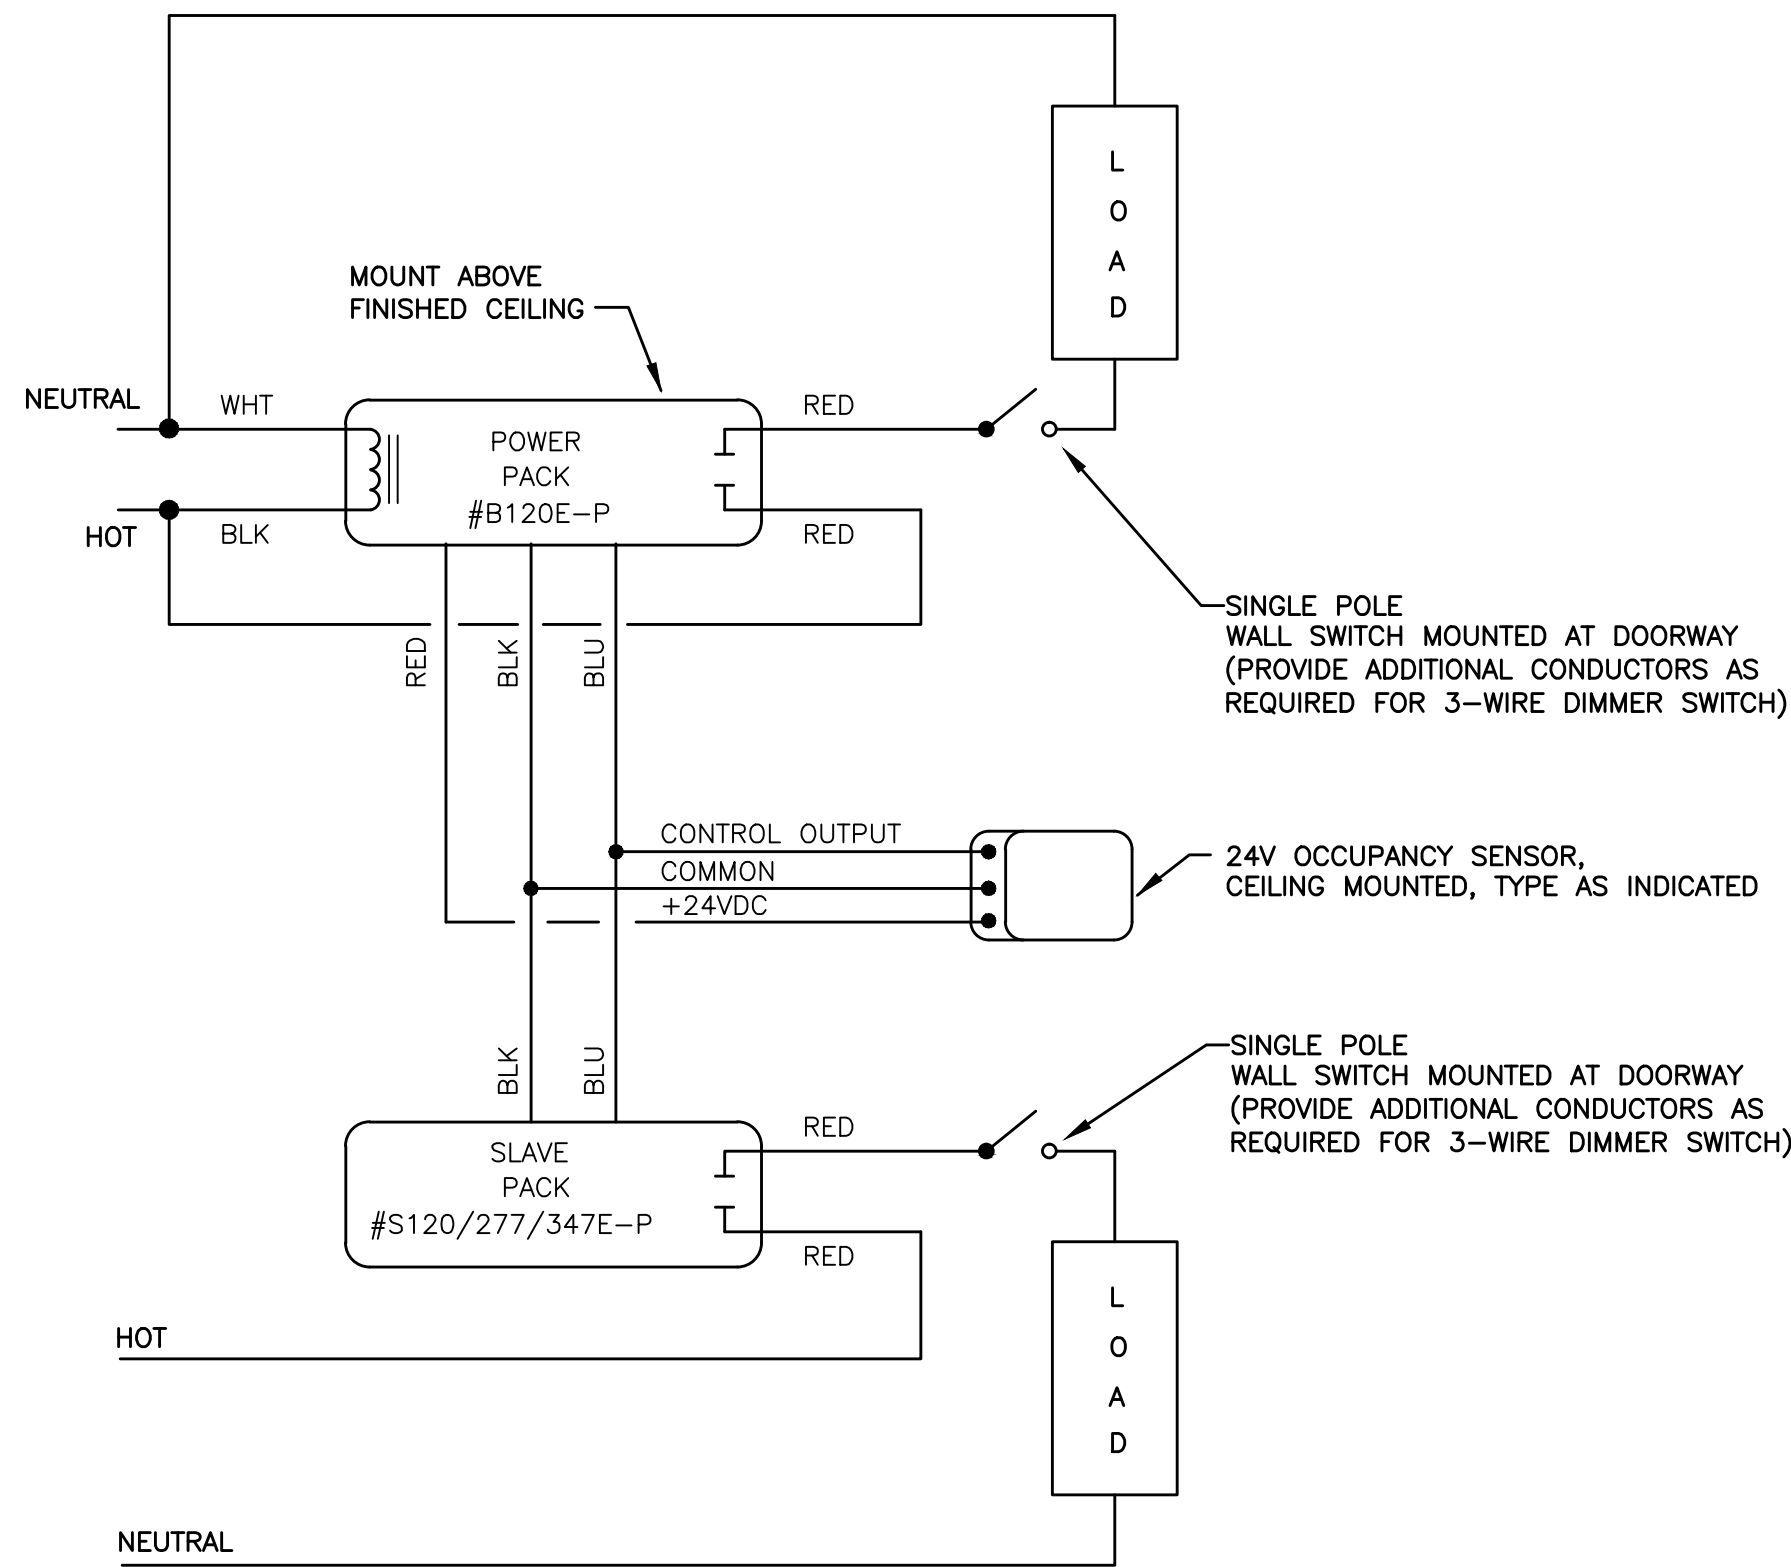 L
O
A
D
MOUNT ABOVE
FINISHED CEILING
NEUTRAL
WHT
RED
POWER
PACK
#B120E-P
HOT
BLK
RED
SINGLE POLE
WALL SWITCH MOUNTED AT DOORWAY
(PROVIDE ADDITIONAL CONDUCTORS AS
REQUIRED FOR 3-WIRE DIMMER SWITCH)
RED
BLK
BLU
CONTROL OUTPUT
COMMON
+24VDC
24V OCCUPANCY SENSOR,
CEILING MOUNTED, TYPE AS INDICATED
BLK
BLU
SINGLE POLE
WALL SWITCH MOUNTED AT DOORWAY
(PROVIDE ADDITIONAL CONDUCTORS AS
REQUIRED FOR 3-WIRE DIMMER SWITCH)
RED
SLAVE
PACK
#S120/277/347E-P
RED
HOT
L
O
A
D
NEUTRAL